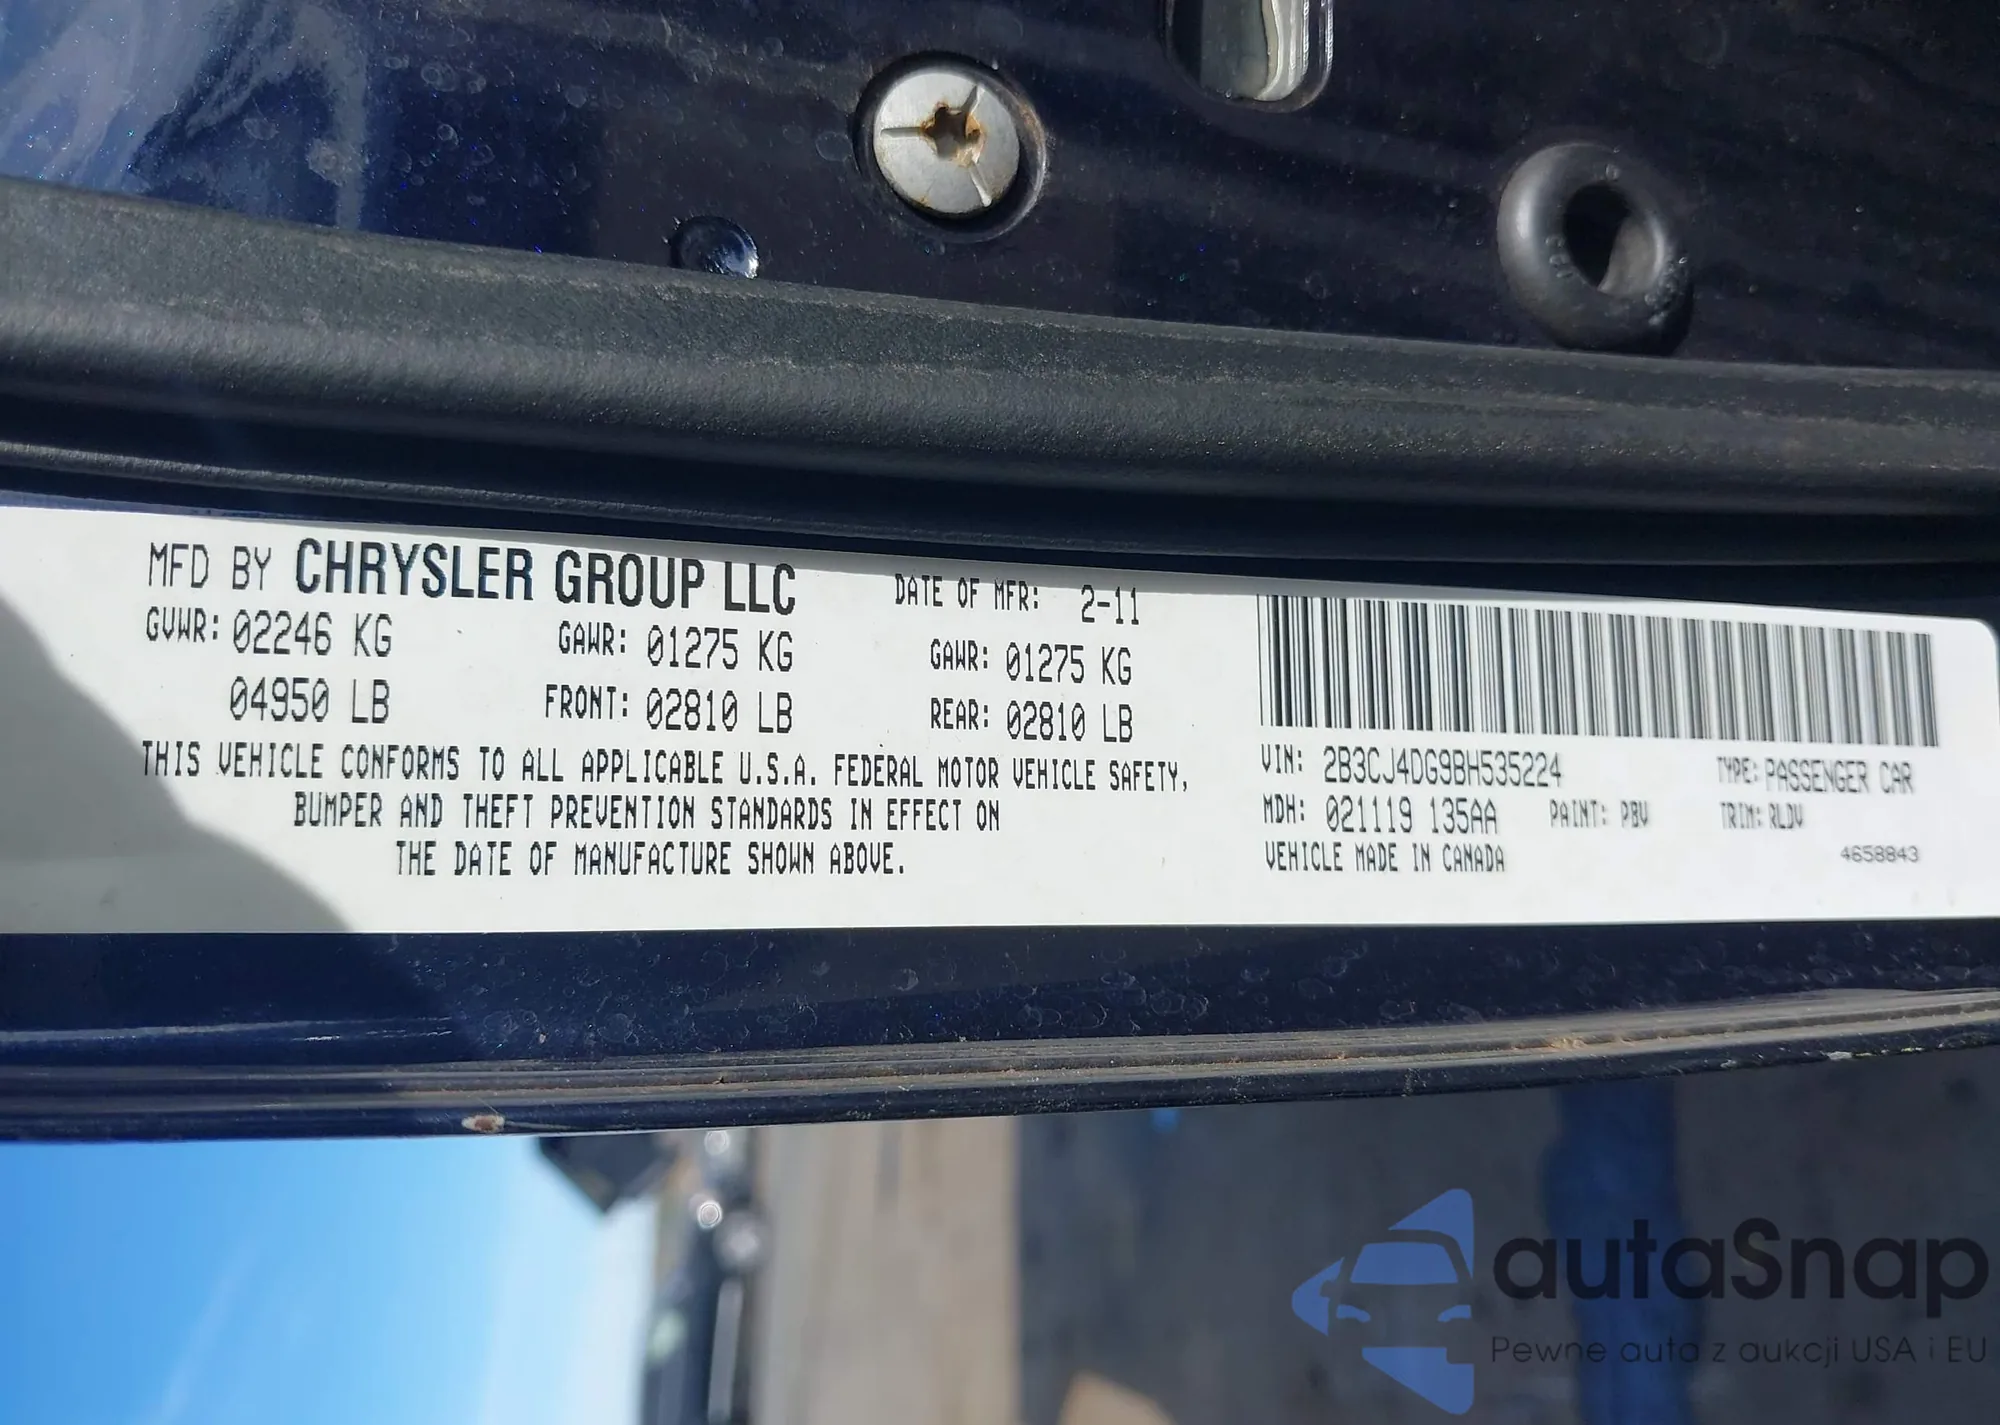 MFD BY CHRYSLER GROUP LLC DATE OF MFR: 2-11
GVWR: 02246 KG GAWR: 01275 KG GAWR: 01275 KG
04950 LB FRONT: 02810 LB REAR: 02810 LB
THIS VEHICLE CONFORMS TO ALL APPLICABLE U.S.A. FEDERAL MOTOR VEHICLE SAFETY,
BUMPER AND THEFT PREVENTION STANDARDS IN EFFECT ON
THE DATE OF MANUFACTURE SHOWN ABOVE.
VIN: 2B3CJ4DG9BH535224 TYPE: PASSENGER CAR
MDH: 021119 135AA PAINT: PBV TRIM: RLDV
VEHICLE MADE IN CANADA 4658843
autaSnap
Pewne auta z aukcji USA i EU